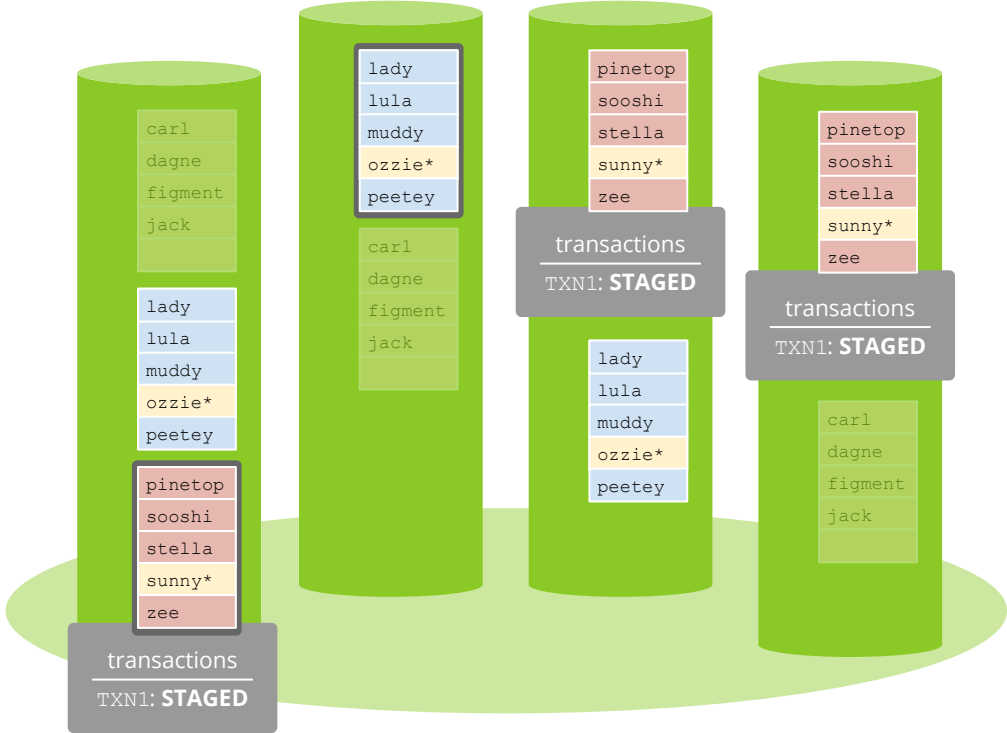 carl
dagne
figment
jack
lady
lula
muddy
ozzie*
peetey
pinetop
sooshi
stella
sunny*
zee
transactions
TXN1: STAGED
lady
lula
muddy
ozzie*
peetey
carl
dagne
figment
jack
pinetop
sooshi
stella
sunny*
zee
transactions
TXN1: STAGED
lady
lula
muddy
ozzie*
peetey
pinetop
sooshi
stella
sunny*
zee
transactions
TXN1: STAGED
carl
dagne
figment
jack